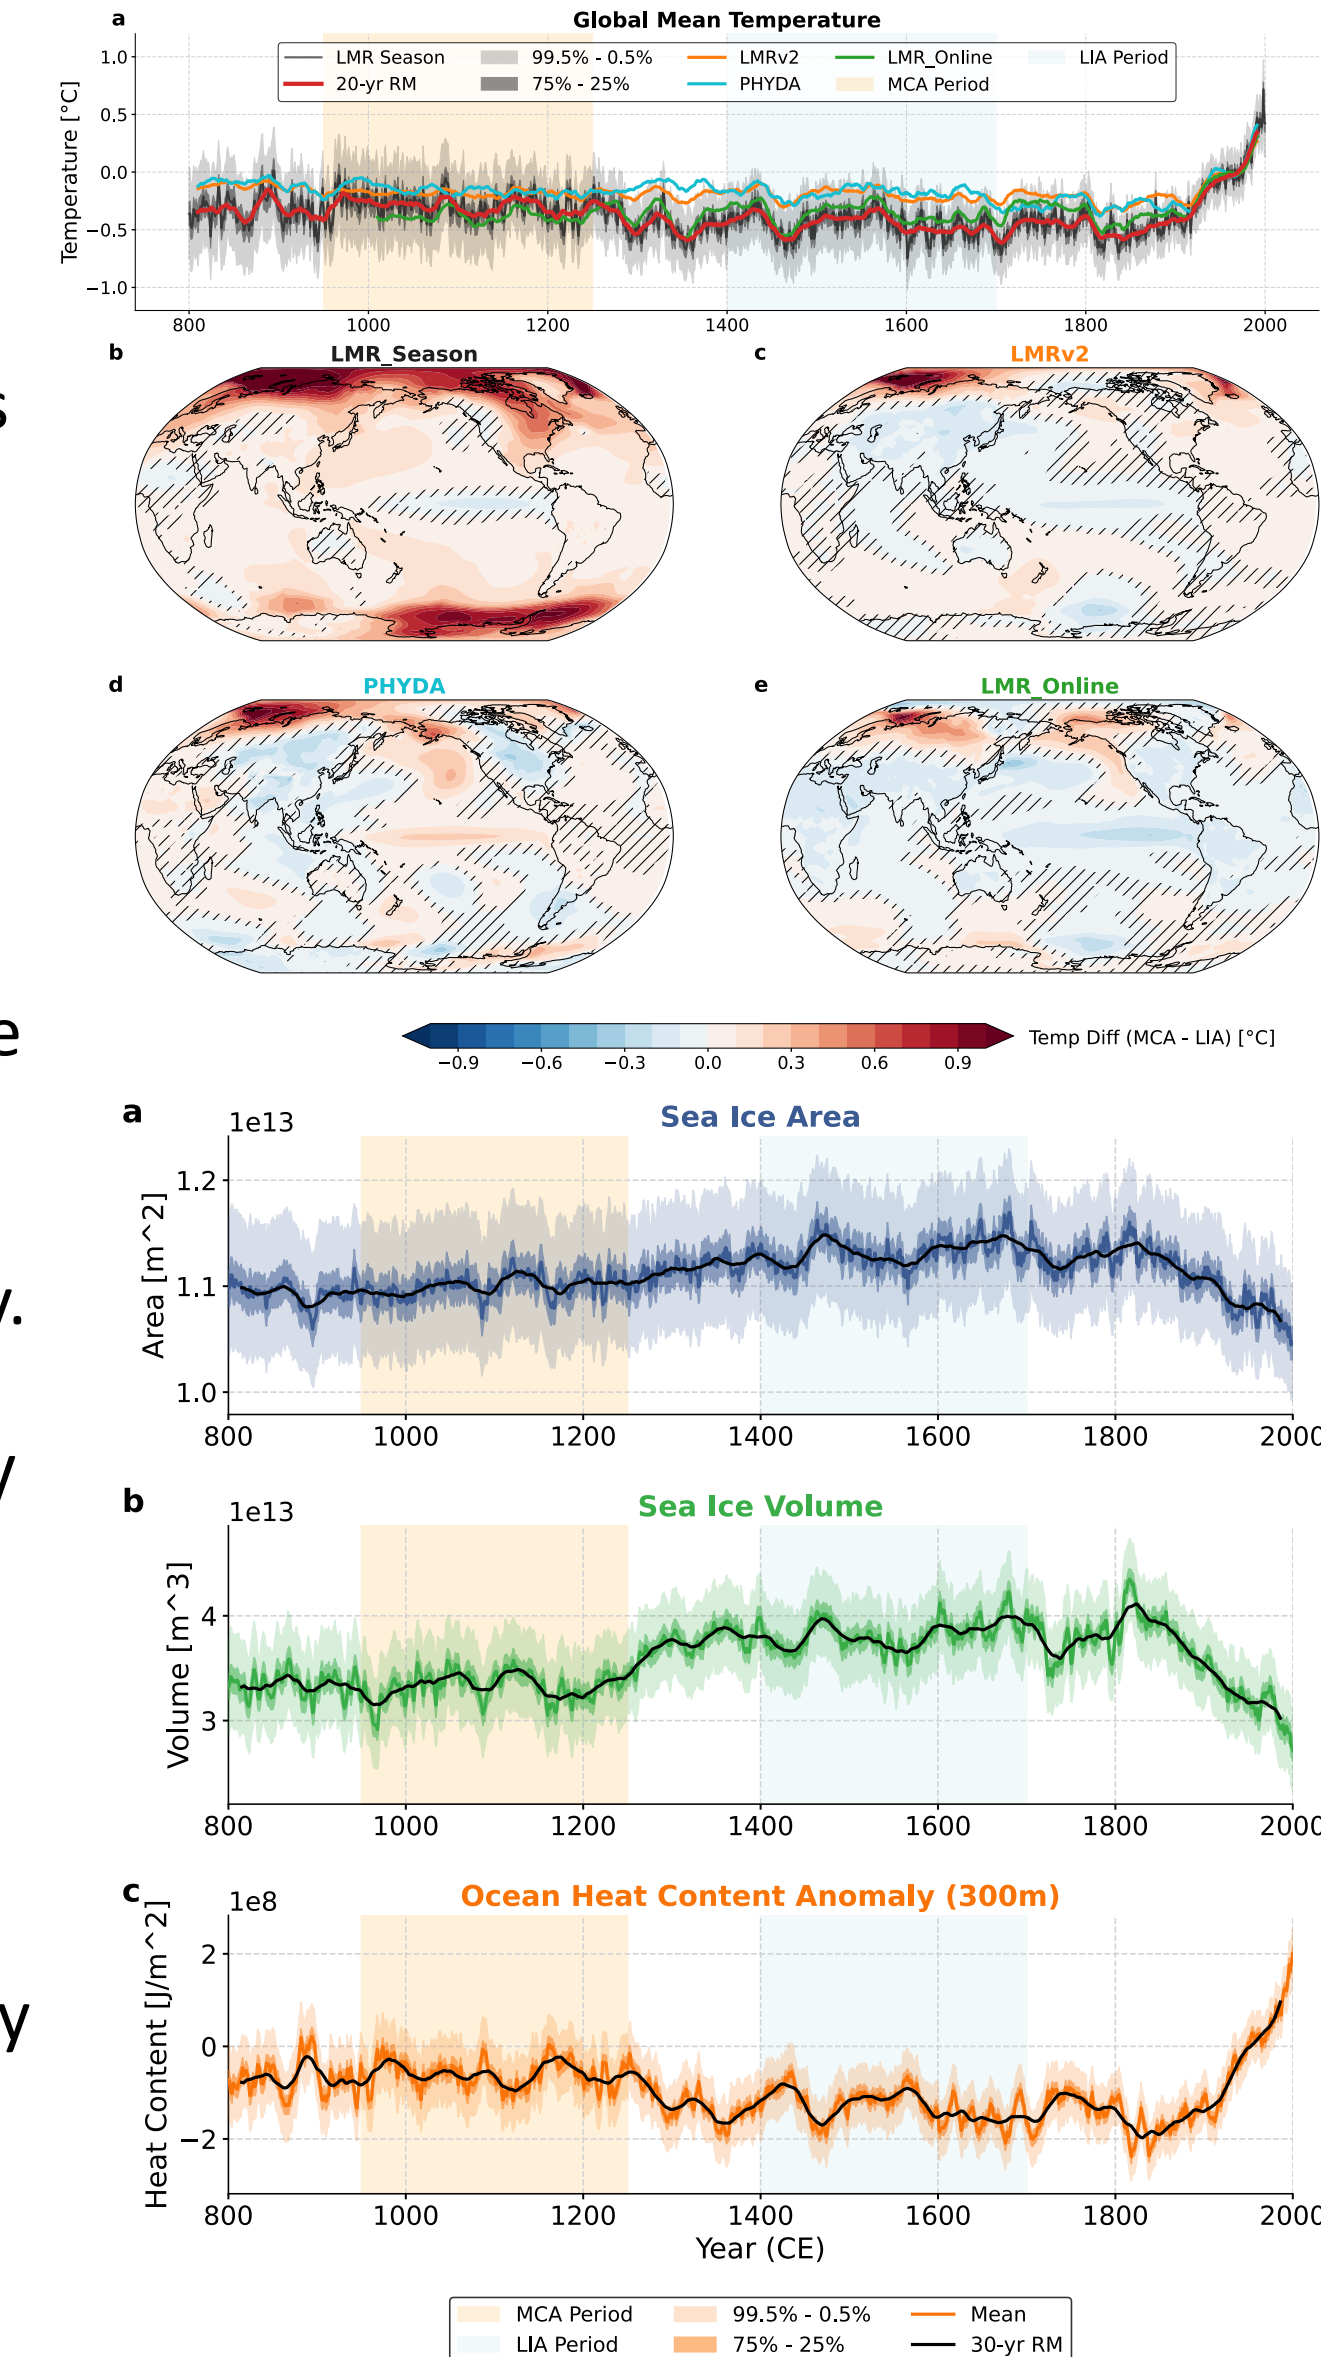 a Global Mean Temperature
LMR Season 99.5% - 0.5% LMRv2 LMR_Online LIA Period
20-yr RM 75% - 25% PHYDA MCA Period
Temperature [°C]
1.0
0.5
0.0
−0.5
−1.0
800 1000 1200 1400 1600 1800 2000
b LMR_Season c LMRv2
s
d PHYDA e LMR_Online
e
Temp Diff (MCA - LIA) [°C]
−0.9 −0.6 −0.3 0.0 0.3 0.6 0.9
a Sea Ice Area
1e13
Area [m^2]
1.2
1.1
1.0
y.
800 1000 1200 1400 1600 1800 2000
y
b Sea Ice Volume
1e13
Volume [m^3]
4
3
800 1000 1200 1400 1600 1800 2000
c Ocean Heat Content Anomaly (300m)
1e8
Heat Content [J/m^2]
2
0
−2
y
800 1000 1200 1400 1600 1800 2000
Year (CE)
MCA Period 99.5% - 0.5% Mean
LIA Period 75% - 25% 30-yr RM